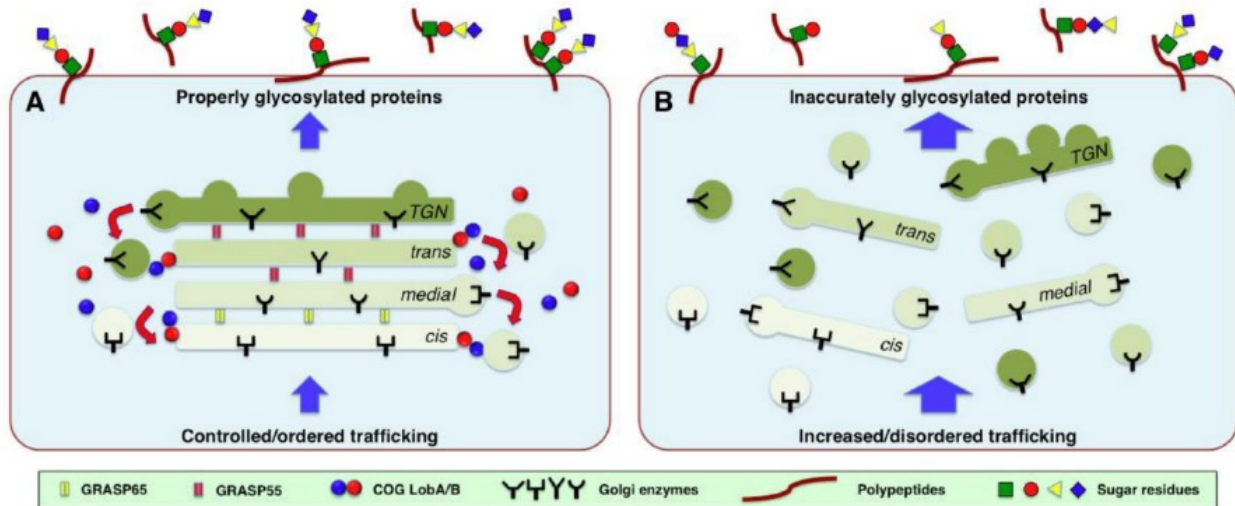 A
Properly glycosylated proteins
TGN
trans
medial
cis
Controlled/ordered trafficking
B
Inaccurately glycosylated proteins
TGN
trans
medial
cis
Increased/disordered trafficking
GRASP65 GRASP55 COG LobA/B Golgi enzymes Polypeptides Sugar residues